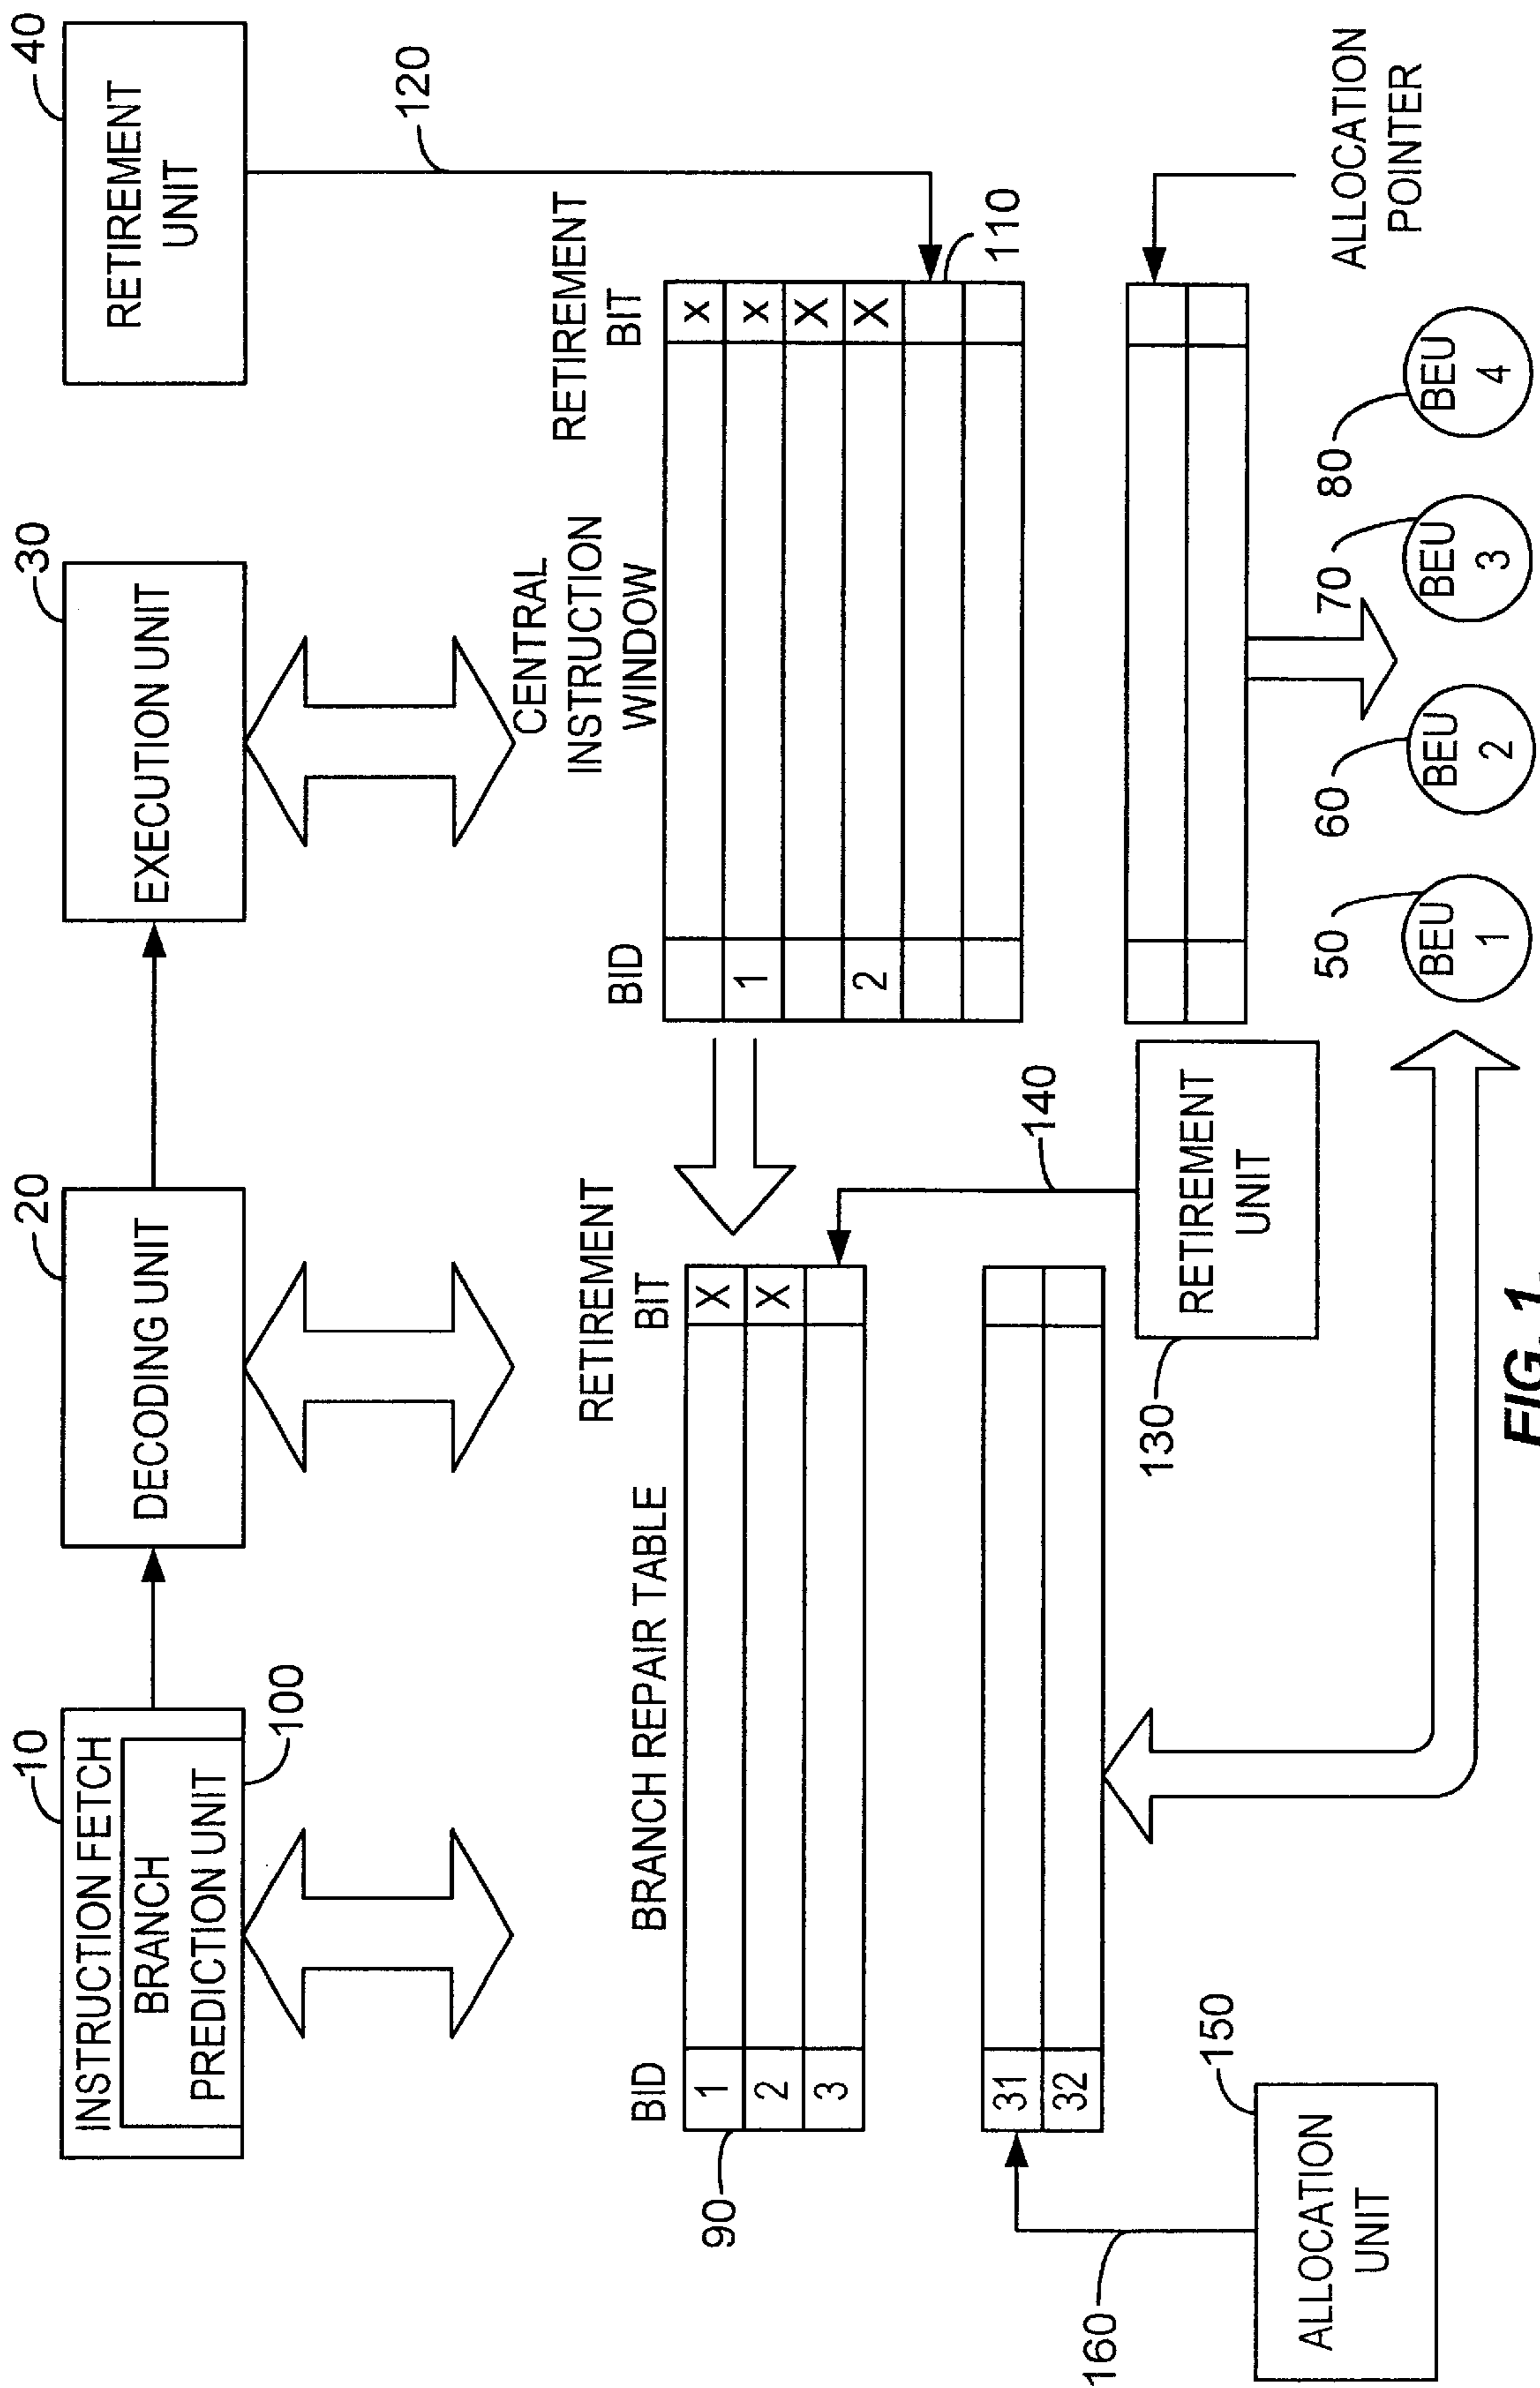 10
INSTRUCTION FETCH
BRANCH
PREDICTION UNIT
100
20
DECODING UNIT
30
EXECUTION UNIT
40
RETIREMENT
UNIT
120
BID
BRANCH REPAIR TABLE
RETIREMENT
BIT
1
X
2
X
3
90
31
32
140
RETIREMENT
UNIT
130
160
ALLOCATION
UNIT
150
BID
CENTRAL
INSTRUCTION
WINDOW
RETIREMENT
BIT
x
1
x
X
2
X
110
ALLOCATION
POINTER
50
BEU
1
60
BEU
2
70
BEU
3
80
BEU
4
FIG. 1.